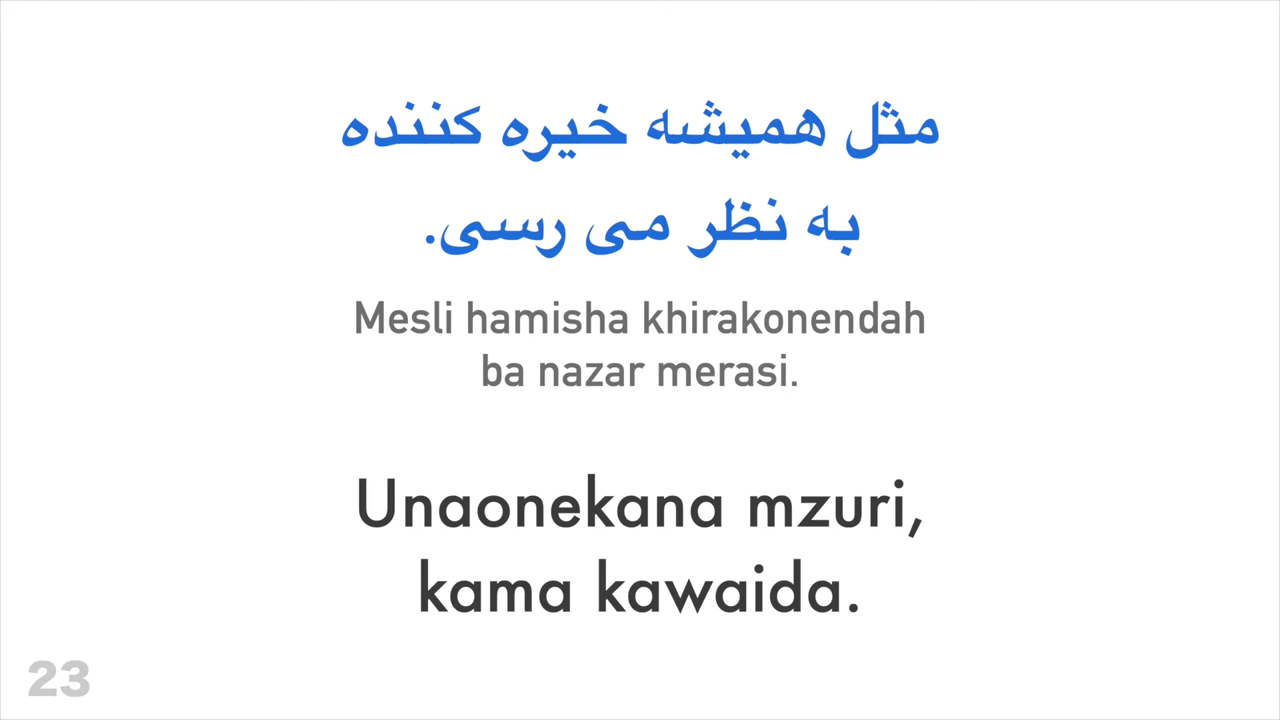 مثل همیشه خیره کننده
به نظر می رسی.
Mesli hamisha khirakonendah
ba nazar merasi.
Unaonekana mzuri,
kama kawaida.
23